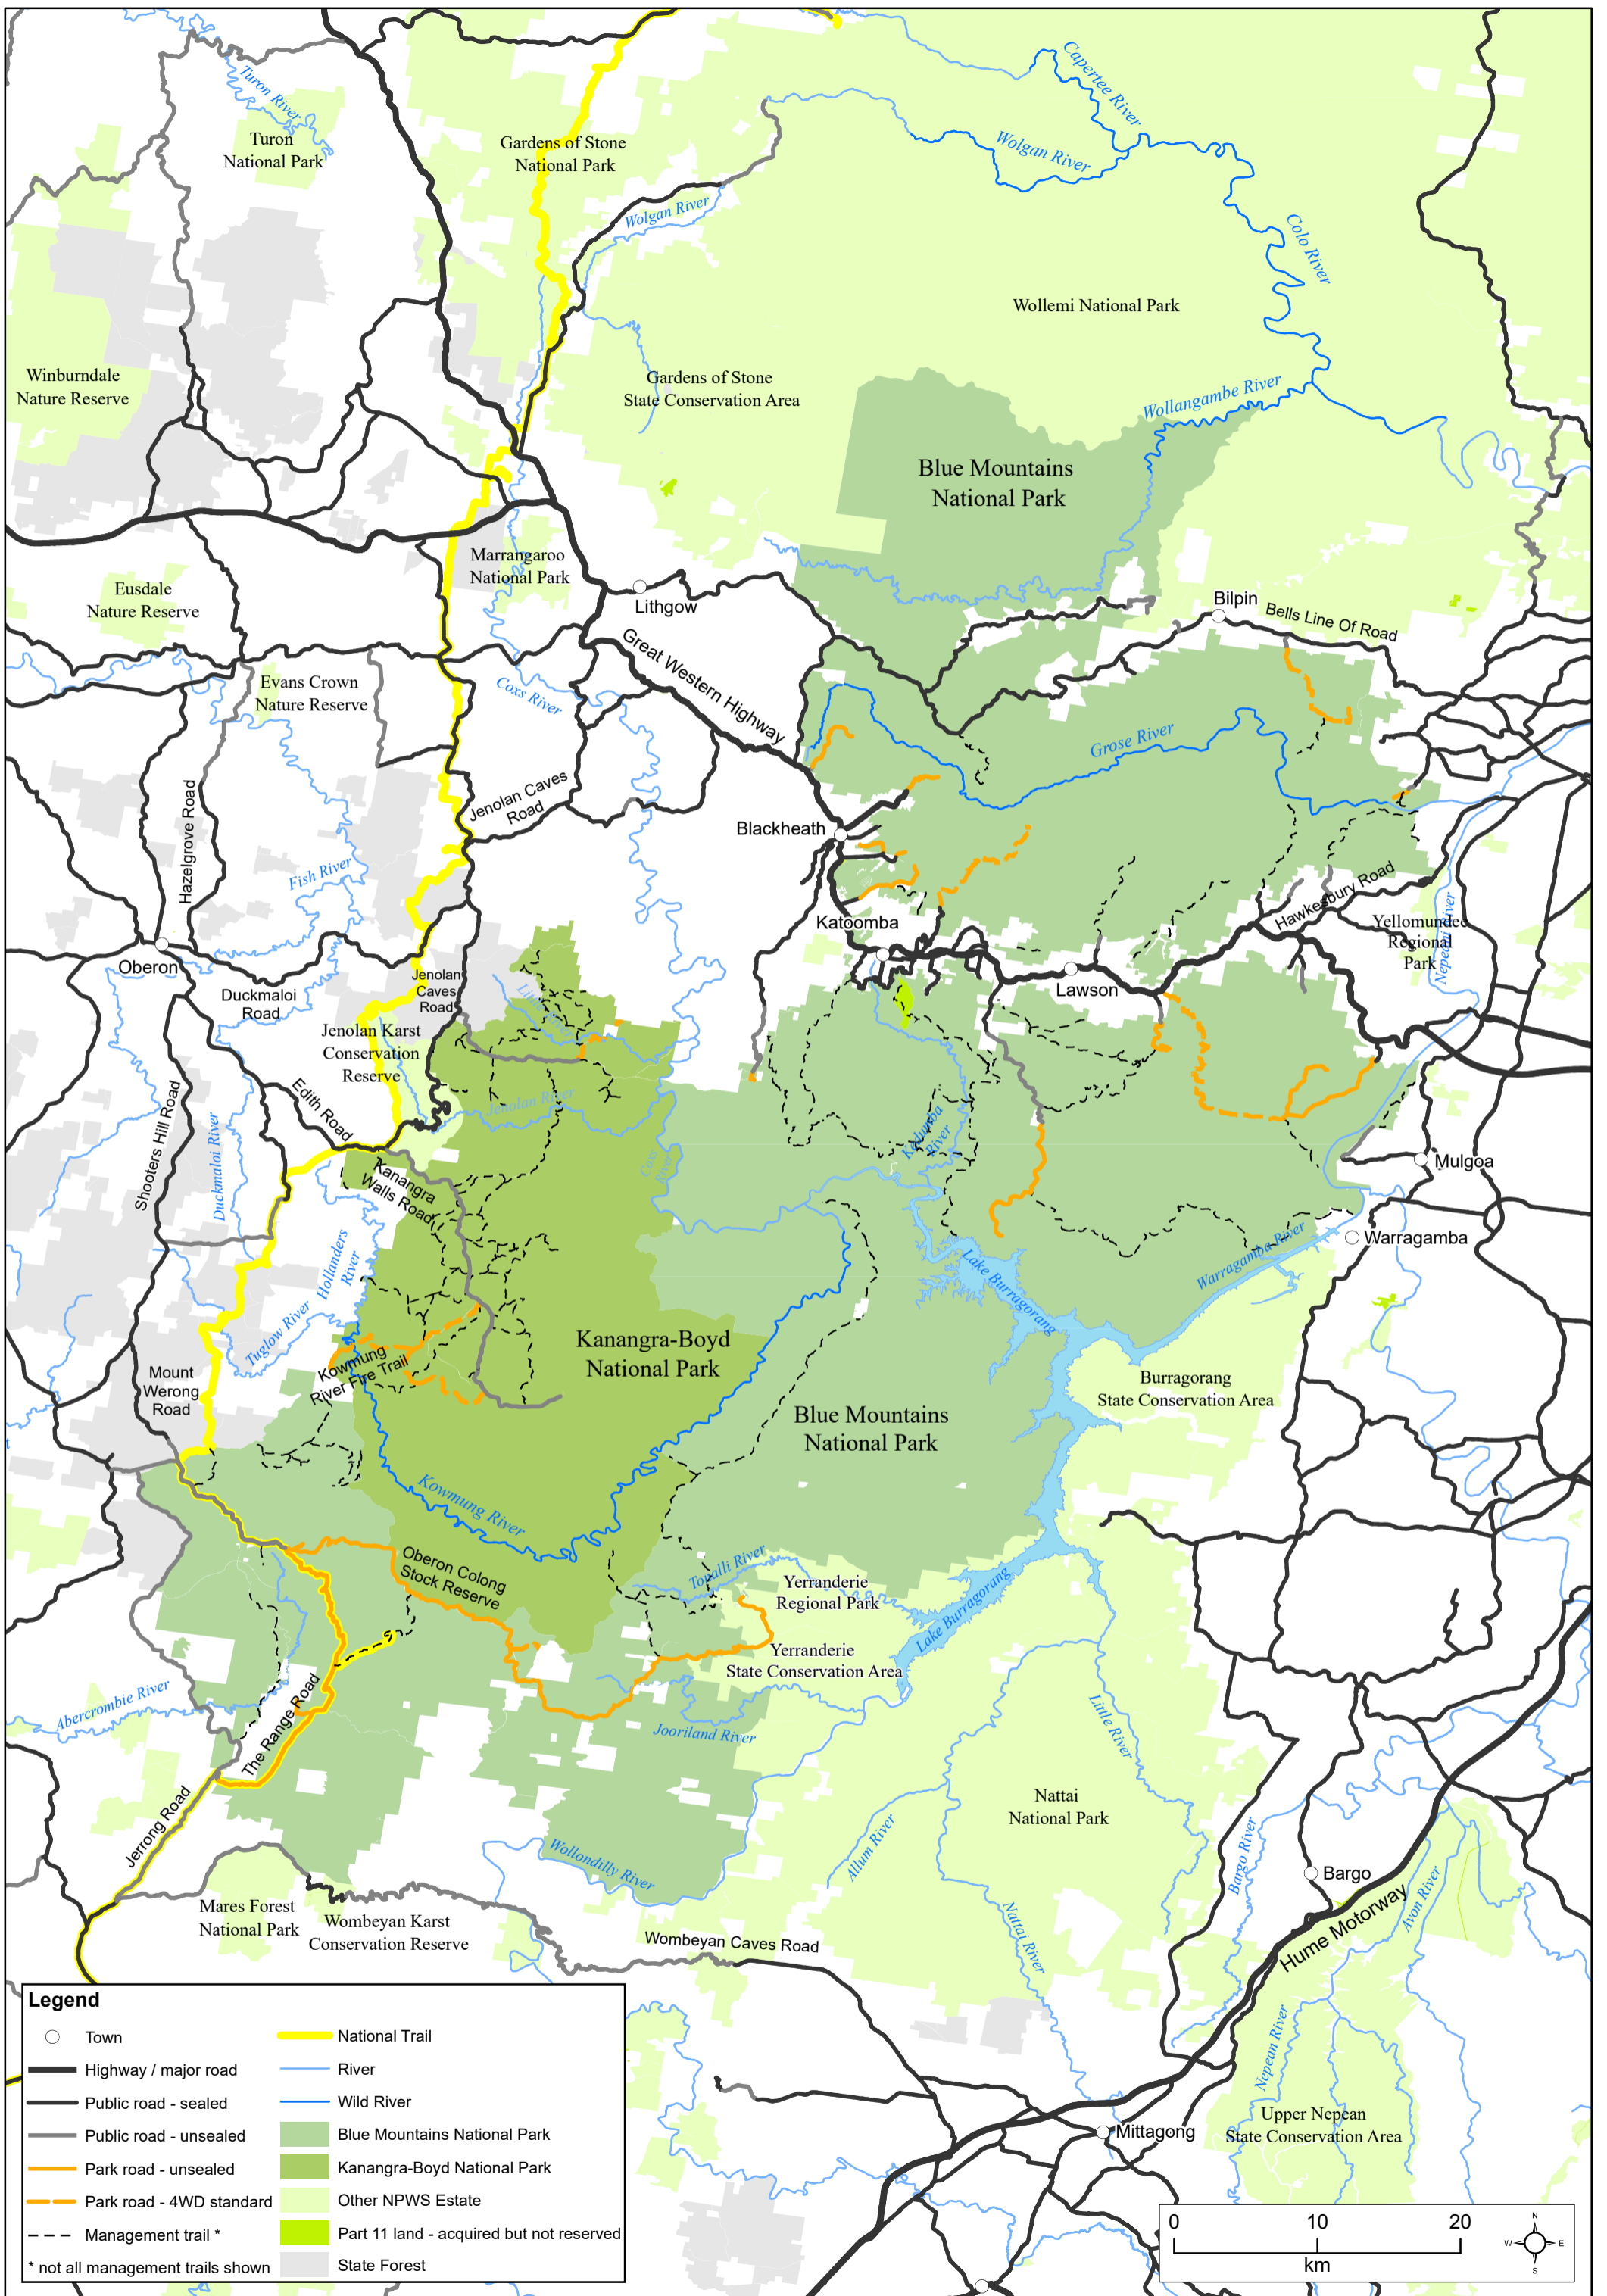 Capertee River
Turon River
Turon
National Park
Gardens of Stone
National Park
Wolgan River
Wolgan River
Colo River
Wollemi National Park
Winburndale
Nature Reserve
Gardens of Stone
State Conservation Area
Wollangambe River
Blue Mountains
National Park
Marrangaroo
National Park
Eusdale
Nature Reserve
Lithgow
Bilpin
Bells Line Of Road
Great Western Highway
Evans Crown
Nature Reserve
Coxs River
Grose River
Jenolan Caves
Road
Hazelgrove Road
Blackheath
Fish River
Hawkesbury Road
Katoomba
Yellomundee
Regional
Park
Nepean River
Oberon
Jenolan
Caves
Road
Lawson
Duckmaloi
Road
Jenolan Karst
Conservation
Reserve
Jenolan River
Edith Road
Shooters Hill Road
Duckmaloi River
Kedumba
River
Coxs
River
Mulgoa
Kanangra
Walls Road
Hollanders
River
Warragamba
Warragamba River
Lake Burragorang
Tuglow River
Kanangra-Boyd
National Park
Kowmung
River Fire Trail
Mount
Werong
Road
Burragorang
State Conservation Area
Blue Mountains
National Park
Kowmung River
Oberon Colong
Stock Reserve
Tonalli River
Yerranderie
Regional Park
Lake Burragorang
Yerranderie
State Conservation Area
Abercrombie River
The Range Road
Jooriland River
Little River
Nattai
National Park
Jerrong Road
Allum River
Wollondilly River
Bargo River
Bargo
Avon River
Mares Forest
National Park
Wombeyan Karst
Conservation Reserve
Wombeyan Caves Road
Nattai River
Hume Motorway
Nepean River
Upper Nepean
State Conservation Area
Mittagong
Legend
Town
National Trail
Highway / major road
River
Public road - sealed
Wild River
Public road - unsealed
Blue Mountains National Park
Park road - unsealed
Kanangra-Boyd National Park
Park road - 4WD standard
Other NPWS Estate
Management trail *
Part 11 land - acquired but not reserved
* not all management trails shown
State Forest
0 10 20
km
N
W E
S